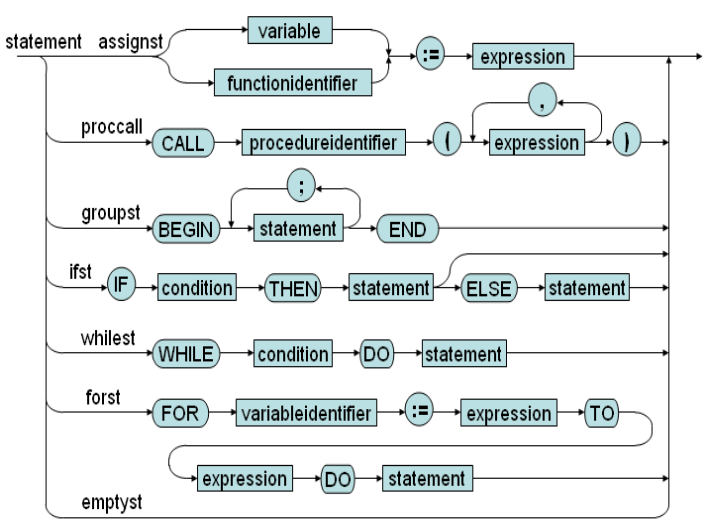 variable
statement assignst := expression
functionidentifier
,
proccall CALL procedureidentifier ( expression )
;
groupst BEGIN statement END
ifst IF condition THEN statement ELSE statement
whilest WHILE condition DO statement
forst FOR variableidentifier := expression TO
expression DO statement
emptyst